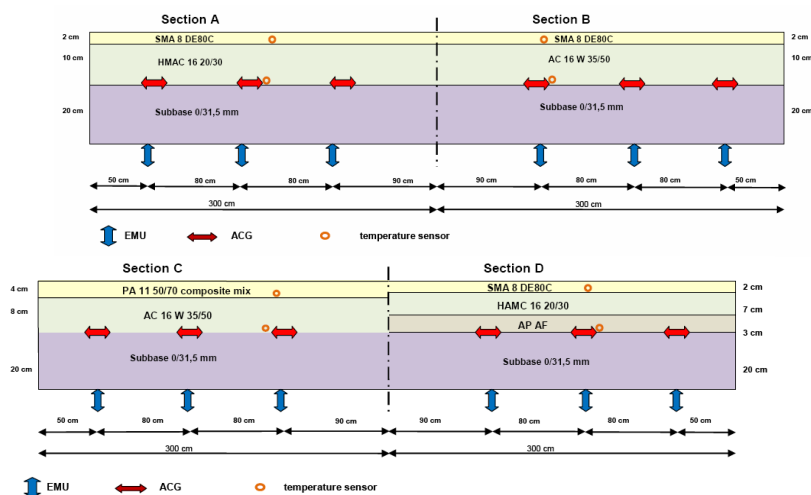 Section A Section B
2 cm SMA 8 DE80C SMA 8 DE80C 2 cm
10 cm HMAC 16 20/30 AC 16 W 35/50 10 cm
20 cm Subbase 0/31,5 mm Subbase 0/31,5 mm 20 cm
50 cm 80 cm 80 cm 90 cm 90 cm 80 cm 80 cm 50 cm
300 cm 300 cm
EMU ACG temperature sensor
Section C Section D
4 cm PA 11 50/70 composite mix SMA 8 DE80C 2 cm
8 cm AC 16 W 35/50 HAMC 16 20/30 7 cm
AP AF 3 cm
20 cm Subbase 0/31,5 mm Subbase 0/31,5 mm 20 cm
50 cm 80 cm 80 cm 90 cm 90 cm 80 cm 80 cm 50 cm
300 cm 300 cm
EMU ACG temperature sensor